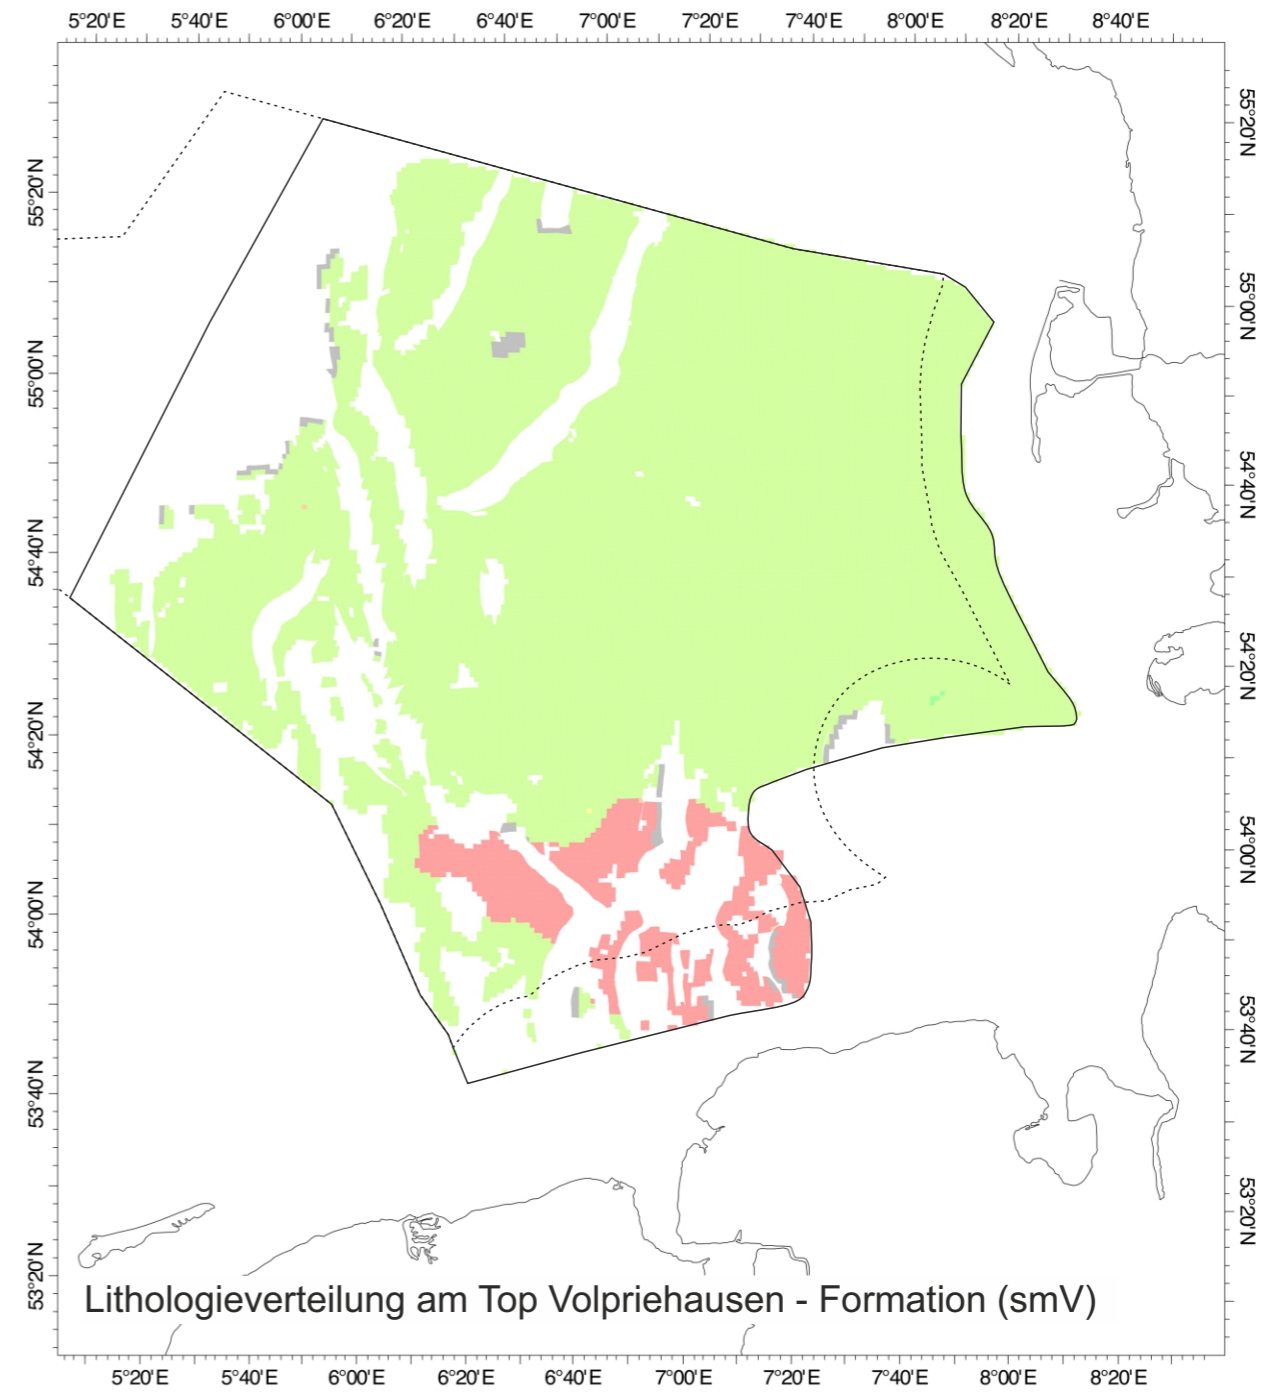 5°20'E 5°40'E 6°00'E 6°20'E 6°40'E 7°00'E 7°20'E 7°40'E 8°00'E 8°20'E 8°40'E
55°20'N
55°00'N
54°40'N
54°20'N
54°00'N
53°40'N
53°20'N
55°20'N
55°00'N
54°40'N
54°20'N
54°00'N
53°40'N
53°20'N
Lithologieverteilung am Top Volpriehausen - Formation (smV)
5°20'E 5°40'E 6°00'E 6°20'E 6°40'E 7°00'E 7°20'E 7°40'E 8°00'E 8°20'E